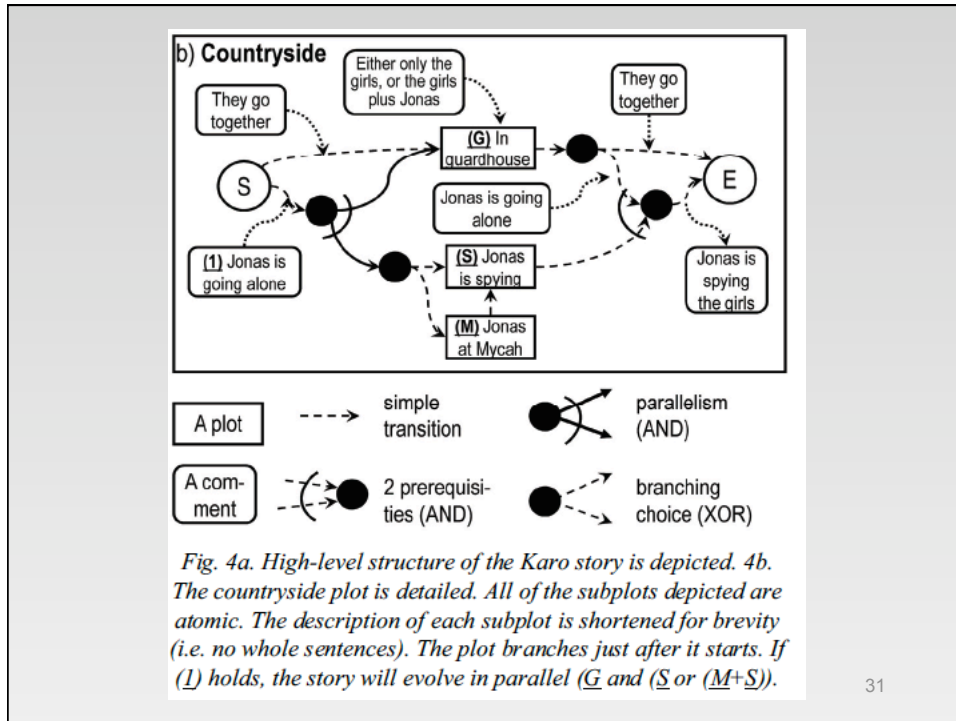 b) Countryside
Either only the
girls, or the girls
plus Jonas
They go
together
They go
together
(G) In
guardhouse
S
E
Jonas is going
alone
(1) Jonas is
going alone
(S) Jonas
is spying
Jonas is
spying
the girls
(M) Jonas
at Mycah
A plot
simple
transition
parallelism
(AND)
A com-
ment
2 prerequisi-
ties (AND)
branching
choice (XOR)
Fig. 4a. High-level structure of the Karo story is depicted. 4b.
The countryside plot is detailed. All of the subplots depicted are
atomic. The description of each subplot is shortened for brevity
(i.e. no whole sentences). The plot branches just after it starts. If
(1) holds, the story will evolve in parallel (G and (S or (M+S)).
31